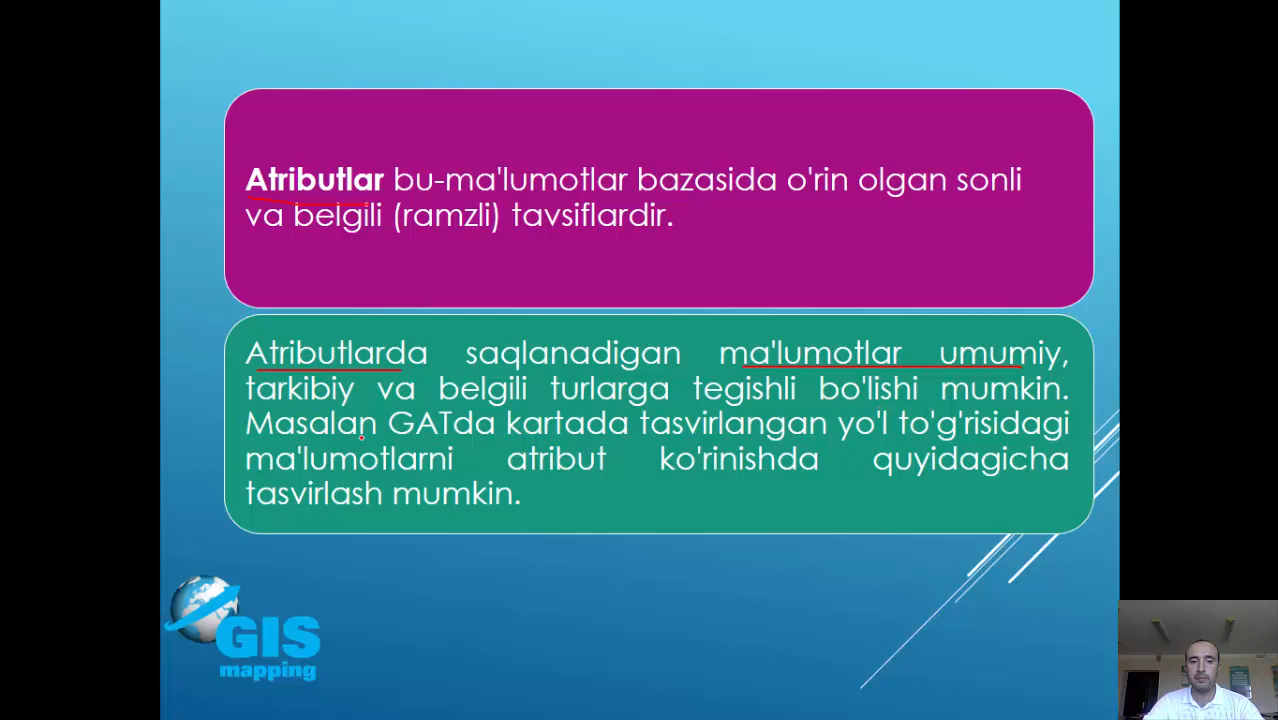 Atributlar bu-ma'lumotlar bazasida o'rin olgan sonli
va belgili (ramzli) tavsiflardir.
Atributlarda saqlanadigan ma'lumotlar umumiy,
tarkibiy va belgili turlarga tegishli bo'lishi mumkin.
Masalan GATda kartada tasvirlangan yo'l to'g'risidagi
ma'lumotlarni atribut ko'rinishda quyidagicha
tasvirlash mumkin.
GIS
mapping